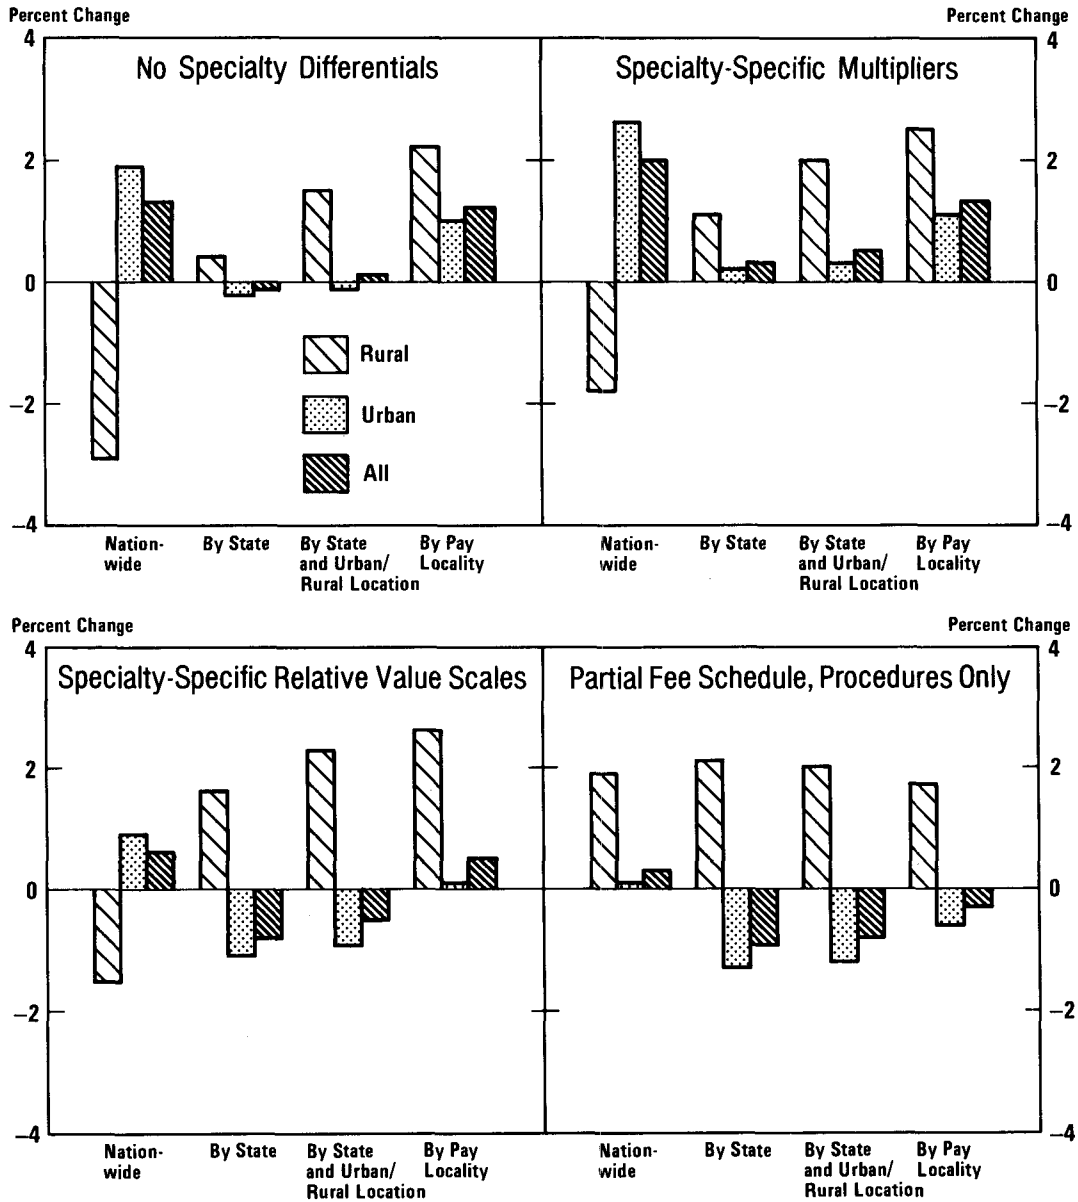 Percent Change
Percent Change
4
4
No Specialty Differentials
Specialty-Specific Multipliers
2
2
0
0
Rural
Urban
All
–2
–2
–4
–4
Nation-
wide
By State
By State
and Urban/
Rural Location
By Pay
Locality
Nation-
wide
By State
By State
and Urban/
Rural Location
By Pay
Locality
Percent Change
Percent Change
4
4
Specialty-Specific Relative Value Scales
Partial Fee Schedule, Procedures Only
2
2
0
0
–2
–2
–4
–4
Nation-
wide
By State
By State
and Urban/
Rural Location
By Pay
Locality
Nation-
wide
By State
By State
and Urban/
Rural Location
By Pay
Locality